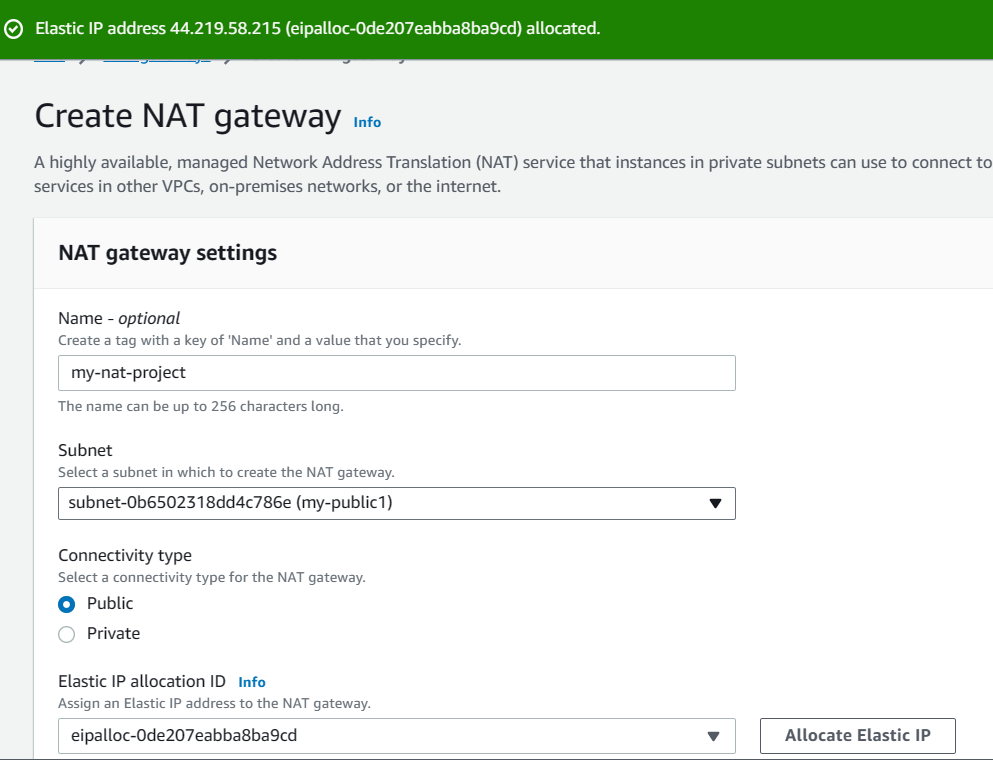 Elastic IP address 44.219.58.215 (eipalloc-0de207eabba8ba9cd) allocated.
Create NAT gateway Info
A highly available, managed Network Address Translation (NAT) service that instances in private subnets can use to connect to
services in other VPCs, on-premises networks, or the internet.
NAT gateway settings
Name - optional
Create a tag with a key of 'Name' and a value that you specify.
my-nat-project
The name can be up to 256 characters long.
Subnet
Select a subnet in which to create the NAT gateway.
subnet-0b6502318dd4c786e (my-public1)
Connectivity type
Select a connectivity type for the NAT gateway.
Public
Private
Elastic IP allocation ID Info
Assign an Elastic IP address to the NAT gateway.
eipalloc-0de207eabba8ba9cd
Allocate Elastic IP